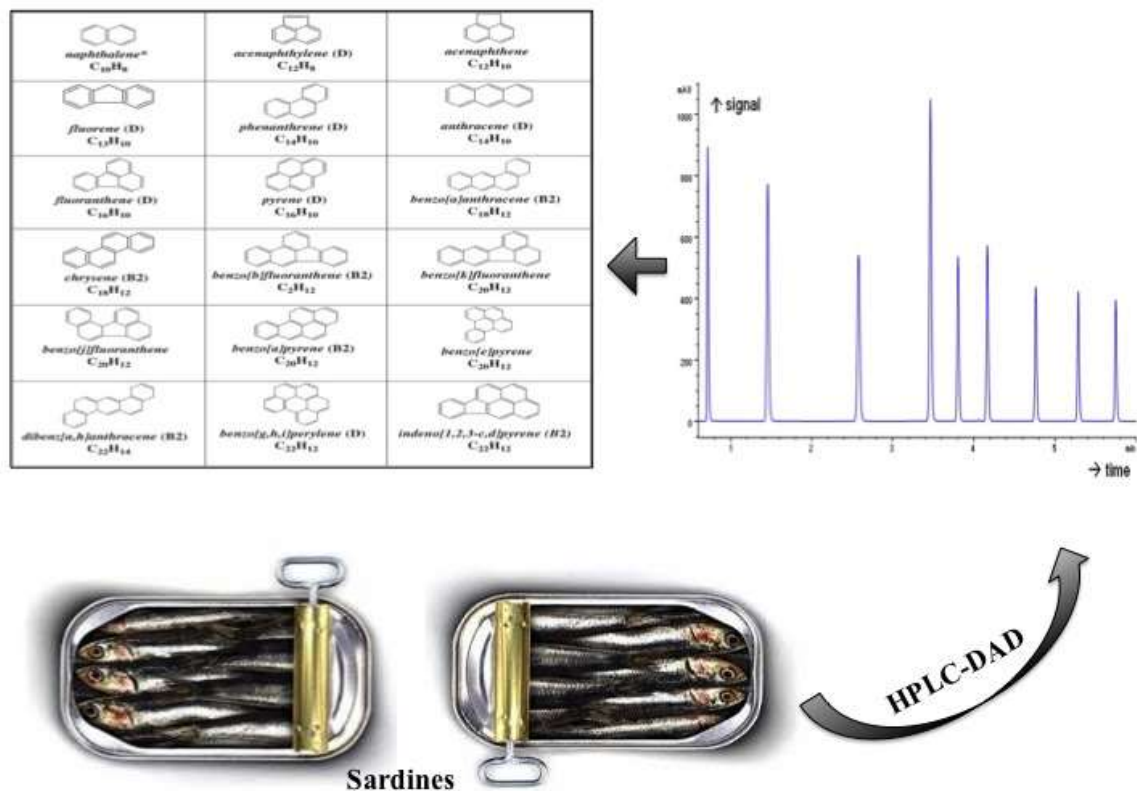 naphthalene*
C10H8
acenaphthylene (D)
C12H8
acenaphthene
C12H10
fluorene (D)
C13H10
phenanthrene (D)
C14H10
anthracene (D)
C14H10
fluoranthene (D)
C16H10
pyrene (D)
C16H10
benzo[a]anthracene (B2)
C18H12
chrysene (B2)
C18H12
benzo[b]fluoranthene (B2)
C2H12
benzo[k]fluoranthene
C20H12
benzo[j]fluoranthene
C20H12
benzo[a]pyrene (B2)
C20H12
benzo[e]pyrene
C20H12
dibenz[a,h]anthracene (B2)
C22H14
benzo[g,h,i]perylene (D)
C22H12
indeno[1,2,3-c,d]pyrene (B2)
C22H12
↑ signal
1000
800
600
400
200
0
1 2 3 4 5 min
→ time
HPLC-DAD
Sardines